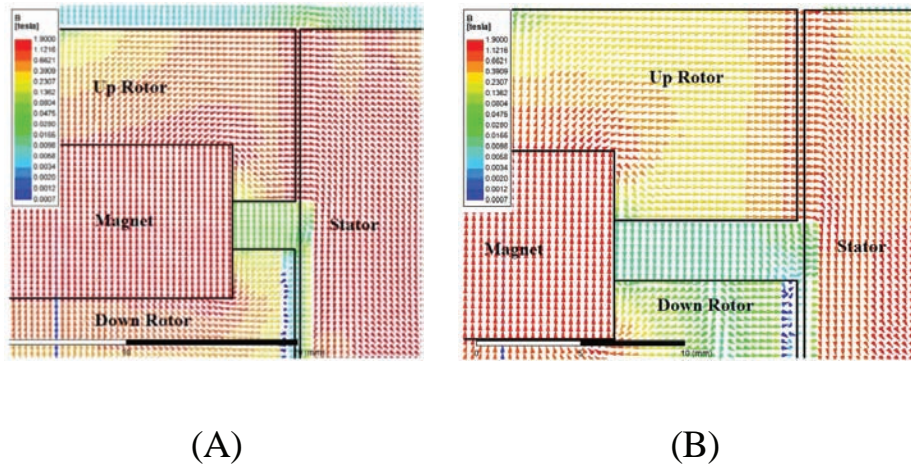 B
[tesla]
1.9000
1.1216
0.6621
0.3909
0.2307
0.1362
0.0804
0.0475
0.0280
0.0166
0.0098
0.0058
0.0034
0.0020
0.0012
0.0007
Up Rotor
Magnet
Stator
Down Rotor
B
[tesla]
1.9000
1.1216
0.6621
0.3909
0.2307
0.1362
0.0804
0.0475
0.0280
0.0166
0.0098
0.0058
0.0034
0.0020
0.0012
0.0007
Up Rotor
Magnet
Stator
Down Rotor
0
10 (mm)
(A)
(B)